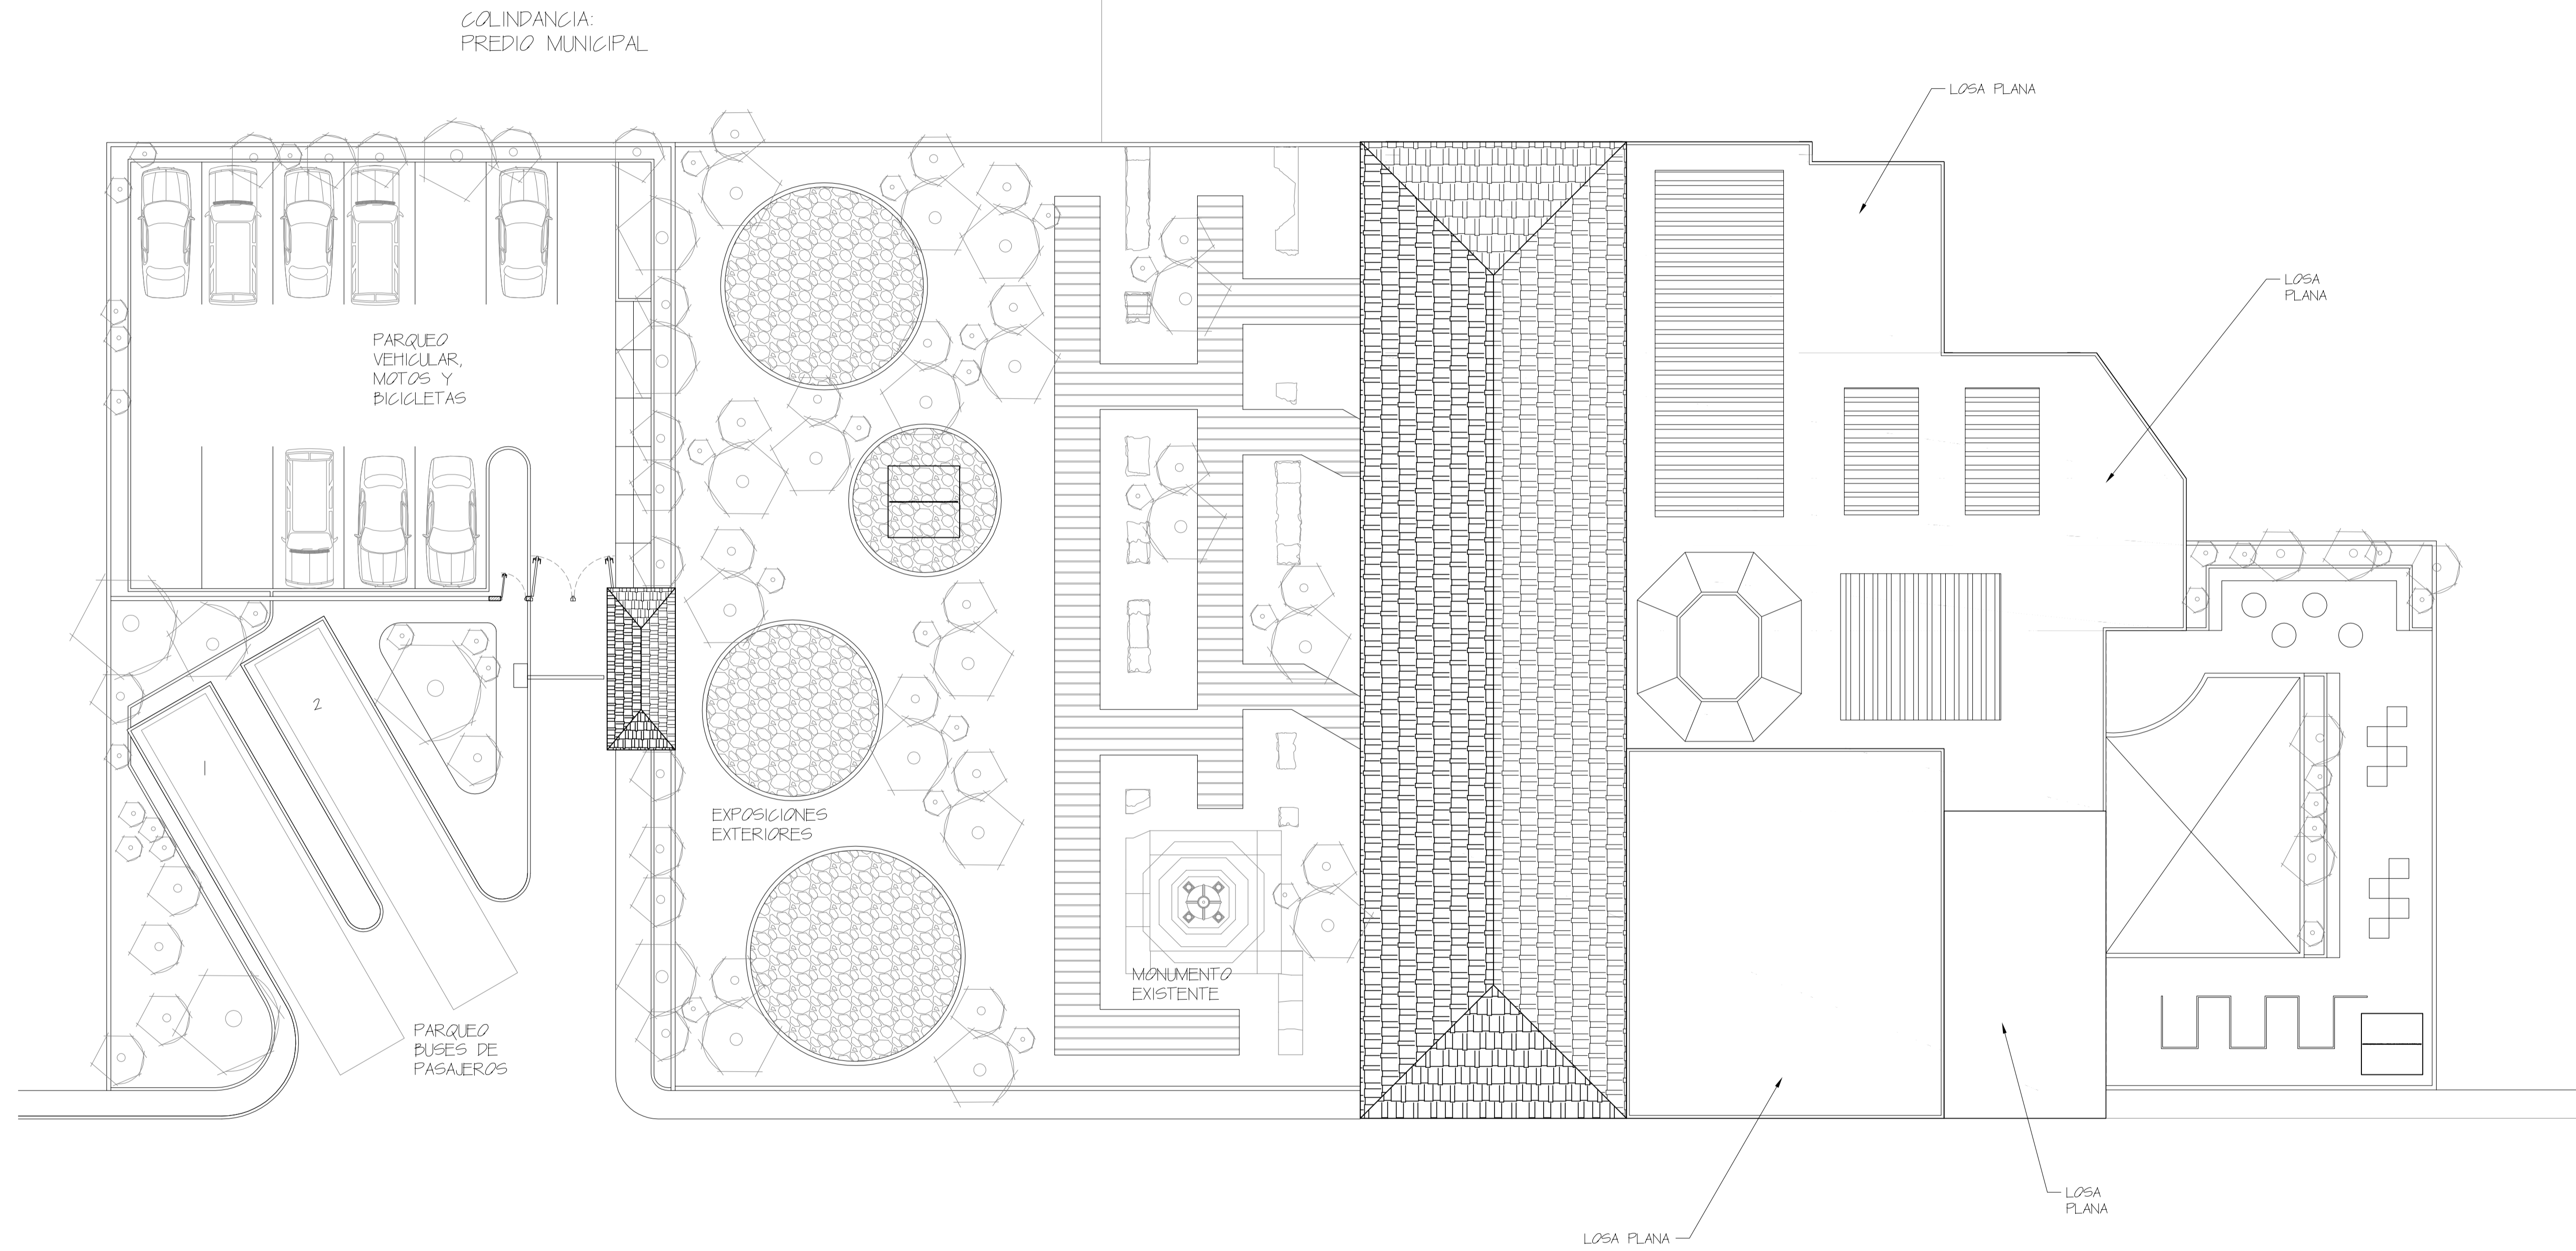 COLINDANCIA:
PREDIO MUNICIPAL
LOSA PLANA
LOSA
PLANA
PARQUEO
VEHICULAR,
MOTOS Y
BICICLETAS
2
1
EXPOSICIONES
EXTERIORES
MONUMENTO
EXISTENTE
PARQUEO
BUSES DE
PASAJEROS
LOSA
PLANA
LOSA PLANA